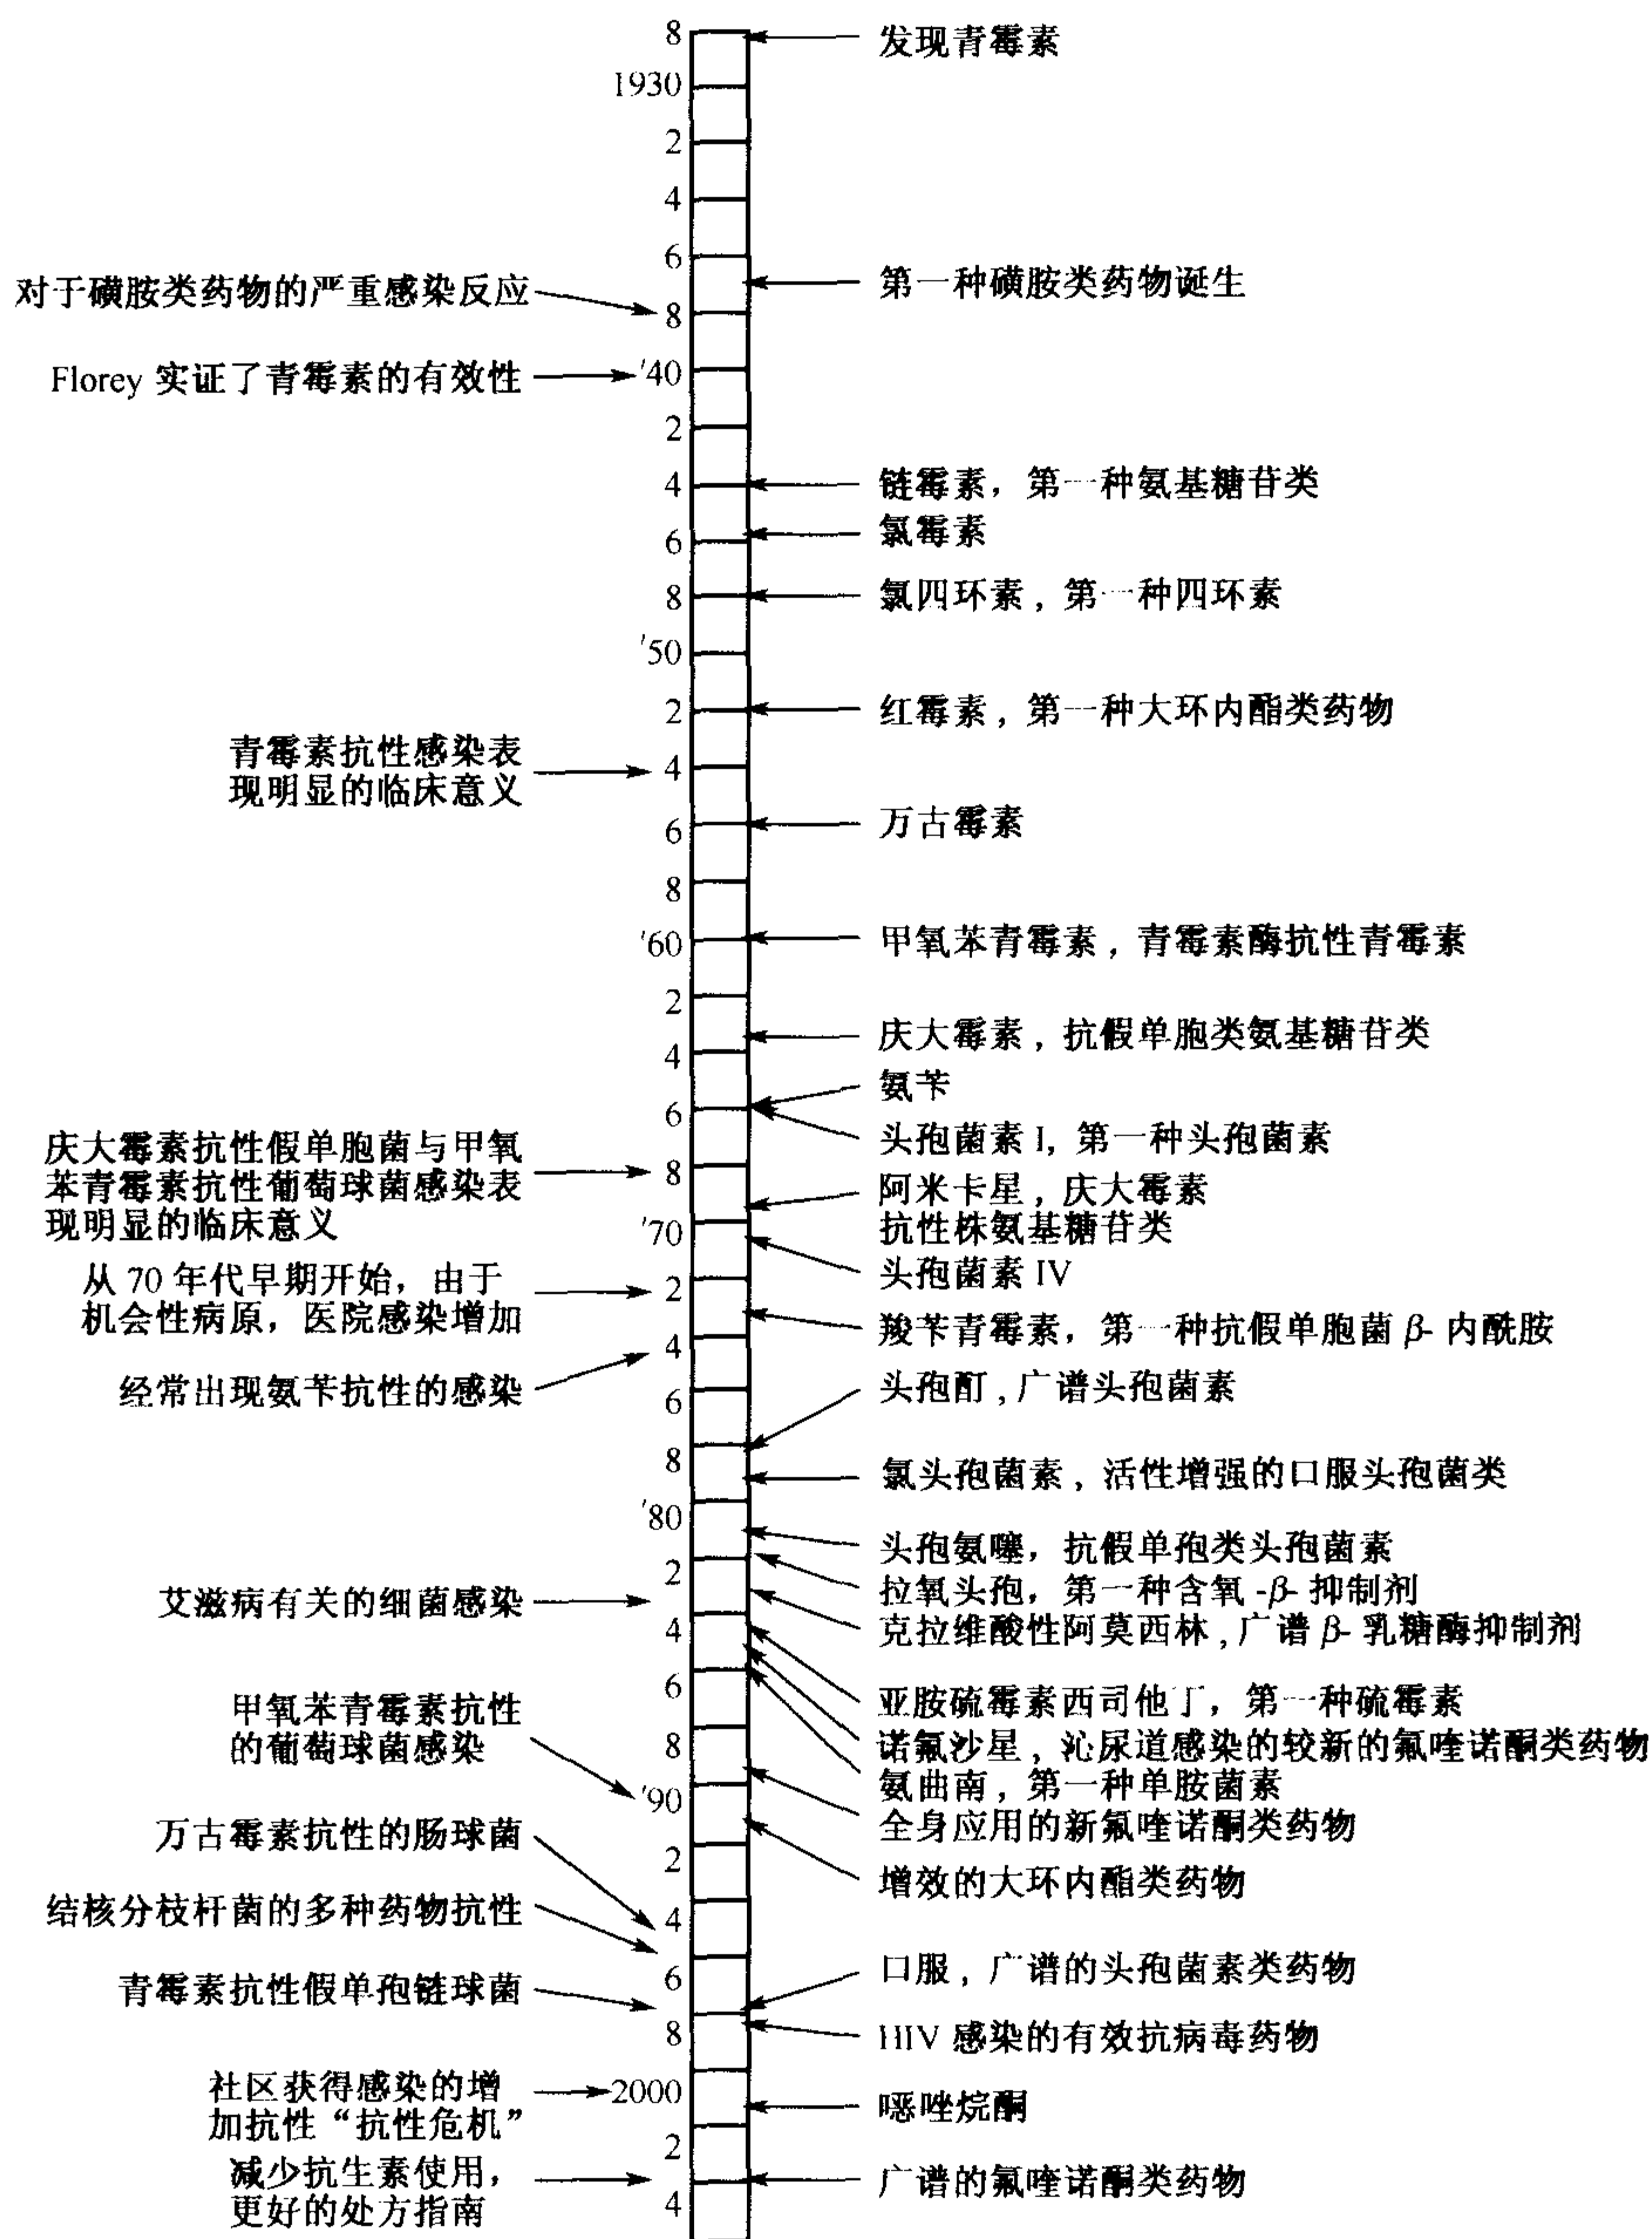 8
发现青霉素
1930
2
4
6
第一种磺胺类药物诞生
对于磺胺类药物的严重感染反应
8
Florey 实证了青霉素的有效性
'40
2
4
链霉素，第一种氨基糖苷类
氯霉素
6
8
氯四环素，第一种四环素
'50
2
红霉素，第一种大环内酯类药物
青霉素抗性感染表
现明显的临床意义
4
6
万古霉素
8
'60
甲氧苯青霉素，青霉素酶抗性青霉素
2
庆大霉素，抗假单胞类氨基糖苷类
4
氨苄
6
头孢菌素 I，第一种头孢菌素
庆大霉素抗性假单胞菌与甲氧
苯青霉素抗性葡萄球菌感染表
现明显的临床意义
8
阿米卡星，庆大霉素
抗性株氨基糖苷类
'70
头孢菌素 IV
从 70 年代早期开始，由于
机会性病原，医院感染增加
2
羧苄青霉素，第一种抗假单胞菌 β- 内酰胺
4
经常出现氨苄抗性的感染
头孢酊，广谱头孢菌素
6
8
氯头孢菌素，活性增强的口服头孢菌类
'80
头孢氨噻，抗假单孢类头孢菌素
2
拉氧头孢，第一种含氧 -β- 抑制剂
艾滋病有关的细菌感染
克拉维酸性阿莫西林，广谱 β- 乳糖酶抑制剂
4
6
亚胺硫霉素西司他丁，第一种硫霉素
甲氧苯青霉素抗性
的葡萄球菌感染
8
诺氟沙星，沁尿道感染的较新的氟喹诺酮类药物
氨曲南，第一种单胺菌素
'90
全身应用的新氟喹诺酮类药物
万古霉素抗性的肠球菌
2
增效的大环内酯类药物
结核分枝杆菌的多种药物抗性
4
6
口服，广谱的头孢菌素类药物
青霉素抗性假单孢链球菌
8
HIV 感染的有效抗病毒药物
社区获得感染的增
加抗性“抗性危机”
2000
噁唑烷酮
2
减少抗生素使用，
更好的处方指南
广谱的氟喹诺酮类药物
4